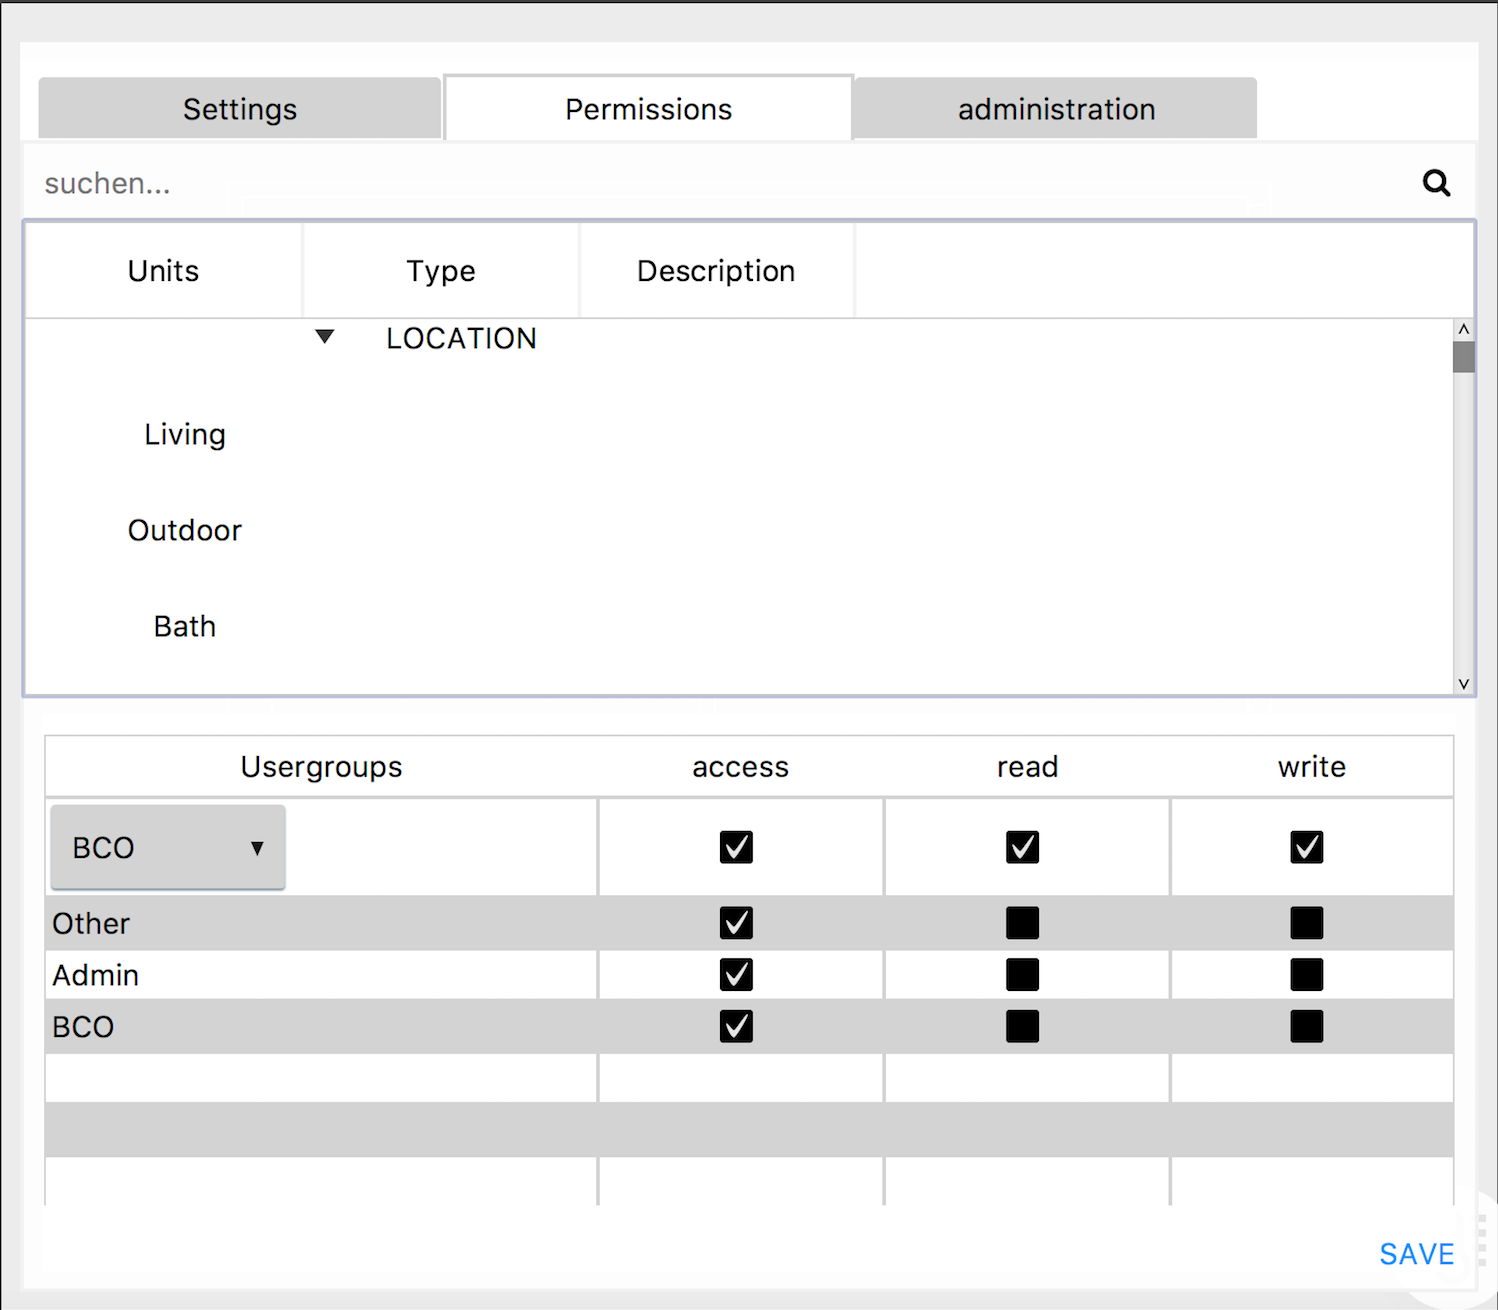 Settings Permissions administration
suchen...
Units Type Description
LOCATION
Living
Outdoor
Bath
Usergroups access read write
BCO
Other
Admin
BCO
SAVE